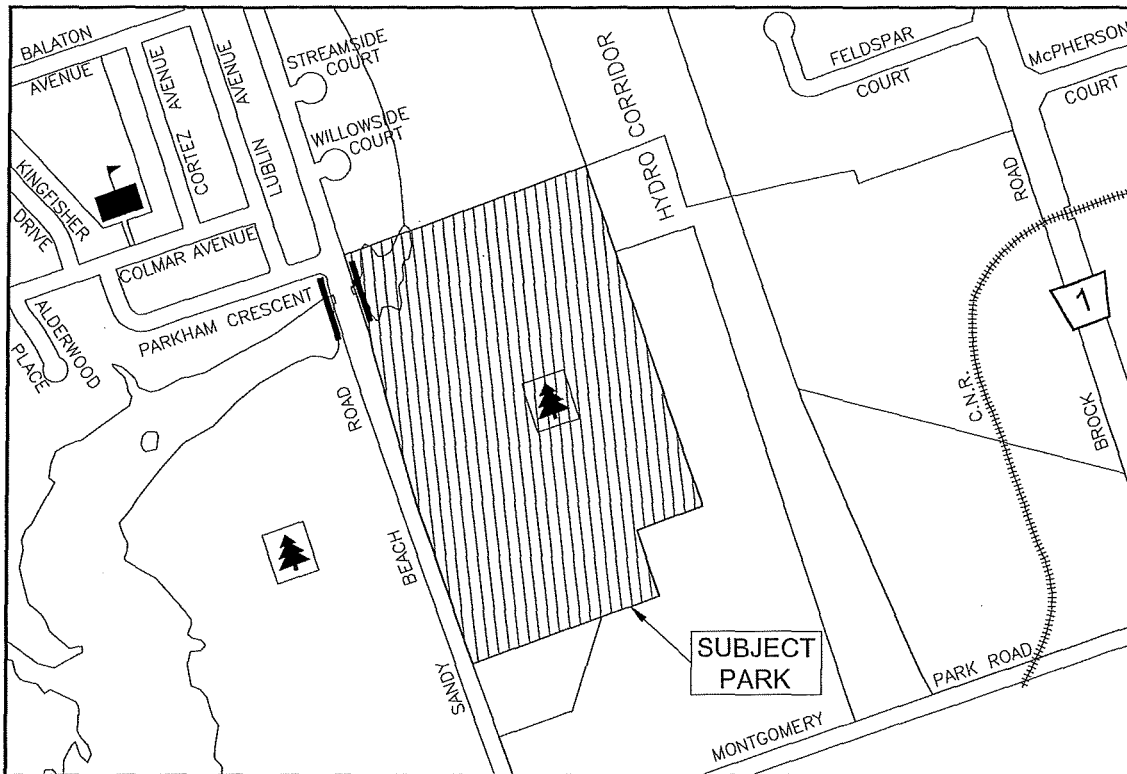 BALATON
AVENUE
CORTEZ AVENUE
LUBLIN AVENUE
STREAMSIDE
COURT
WILLOWSIDE
COURT
HYDRO CORRIDOR
FELDSPAR
COURT
McPHERSON
COURT
KINGFISHER
DRIVE
COLMAR AVENUE
PARKHAM CRESCENT
ALDERWOOD
PLACE
SANDY BEACH ROAD
C.N.R.
BROCK ROAD
1
SUBJECT
PARK
MONTGOMERY PARK ROAD